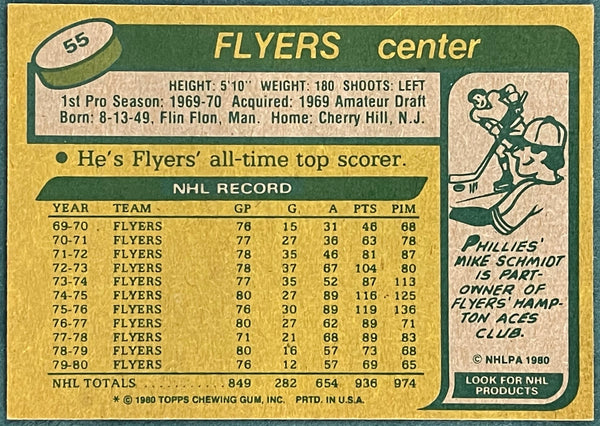 55
FLYERS center
HEIGHT: 5'10" WEIGHT: 180 SHOOTS: LEFT
1st Pro Season: 1969-70 Acquired: 1969 Amateur Draft
Born: 8-13-49, Flin Flon, Man. Home: Cherry Hill, N.J.
• He's Flyers' all-time top scorer.
NHL RECORD
YEAR TEAM GP G A PTS PIM
69-70 FLYERS 76 15 31 46 68
70-71 FLYERS 77 27 36 63 78
71-72 FLYERS 78 35 46 81 87
72-73 FLYERS 78 37 67 104 80
73-74 FLYERS 77 35 52 87 113
74-75 FLYERS 80 27 89 116 125
75-76 FLYERS 76 30 89 119 136
76-77 FLYERS 80 27 62 89 71
77-78 FLYERS 71 21 68 89 83
78-79 FLYERS 80 16 57 73 68
79-80 FLYERS 76 12 57 69 65
NHL TOTALS ........... 849 282 654 936 974
* © 1980 TOPPS CHEWING GUM, INC. PRTD. IN U.S.A.
PHILLIES'
MIKE SCHMIDT
IS PART-
OWNER OF
FLYERS' HAMP-
TON ACES
CLUB.
© NHLPA 1980
LOOK FOR NHL
PRODUCTS